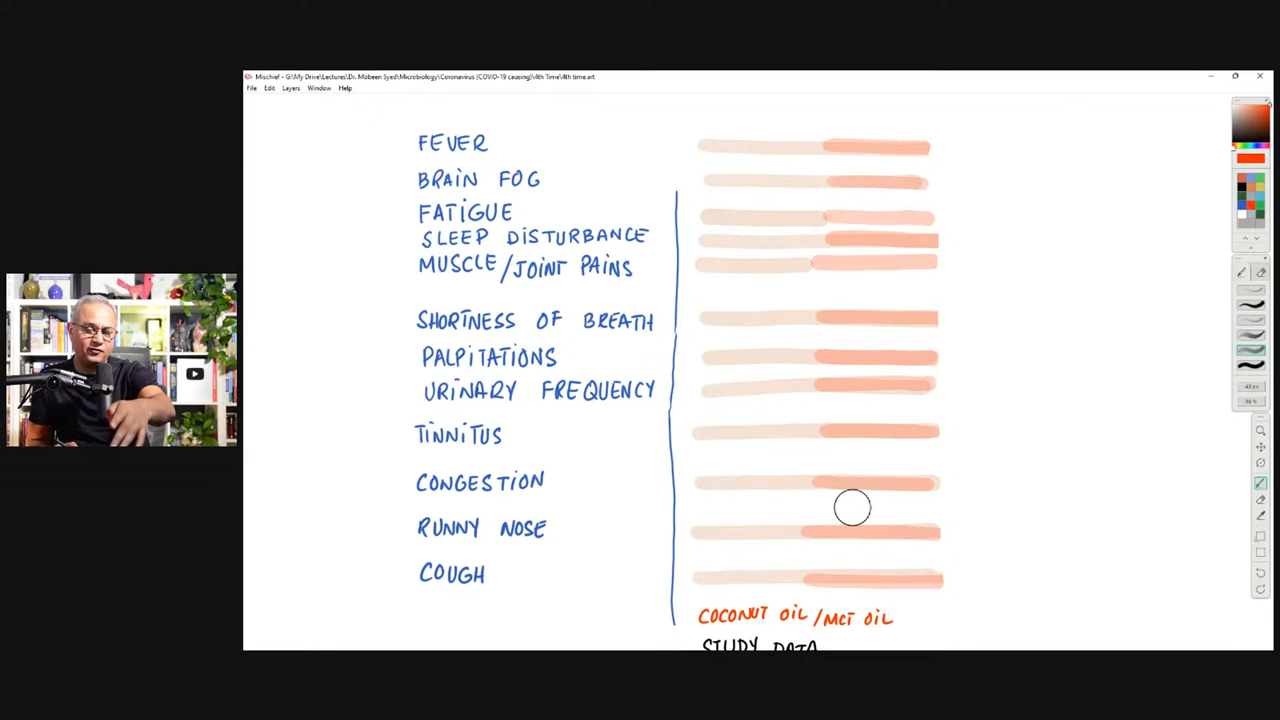 Mischief - G:\My Drive\Lectures\Dr. Mobeen Syed\Microbiology\Coronavirus (COVID-19 causing)\4th Time\4th time.art
File Edit Layers Window Help
FEVER
BRAIN FOG
FATIGUE
SLEEP DISTURBANCE
MUSCLE/JOINT PAINS
SHORTNESS OF BREATH
PALPITATIONS
URINARY FREQUENCY
TINNITUS
CONGESTION
RUNNY NOSE
COUGH
COCONUT OIL/MCT OIL
STUDY DATA